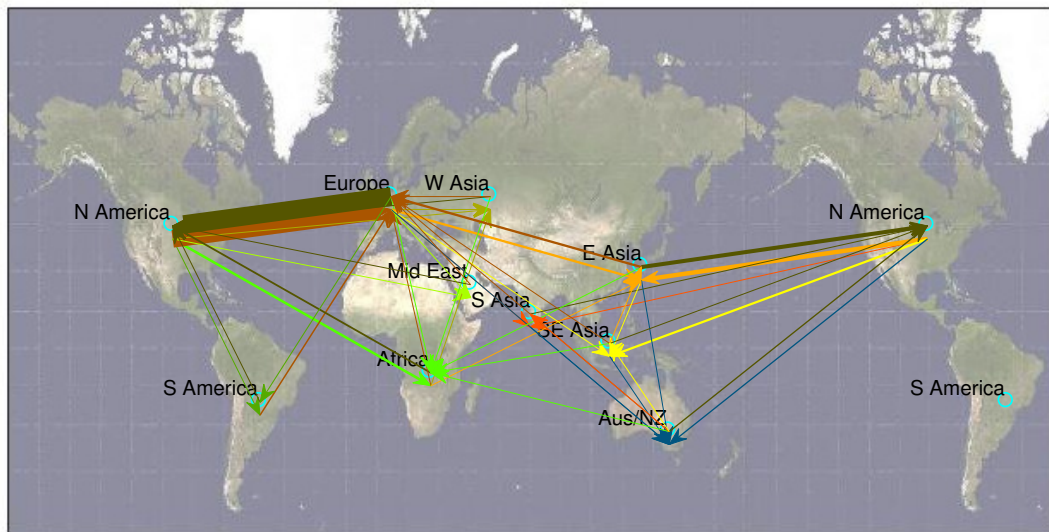 Europe
W Asia
N America
N America
E Asia
Mid East
S Asia
SE Asia
Africa
S America
S America
Aus/NZ